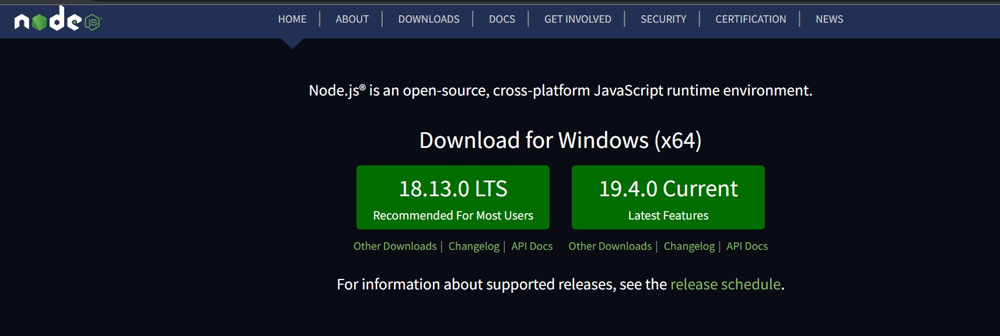 node JS®
HOME | ABOUT | DOWNLOADS | DOCS | GET INVOLVED | SECURITY | CERTIFICATION | NEWS
Node.js® is an open-source, cross-platform JavaScript runtime environment.
Download for Windows (x64)
18.13.0 LTS
Recommended For Most Users
19.4.0 Current
Latest Features
Other Downloads | Changelog | API Docs
Other Downloads | Changelog | API Docs
For information about supported releases, see the release schedule.